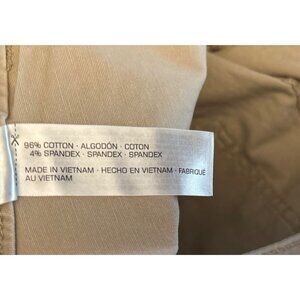 96% COTTON · ALGODÓN · COTON
4% SPANDEX · SPANDEX · SPANDEX
MADE IN VIETNAM · HECHO EN VIETNAM · FABRIQUÉ
AU VIETNAM